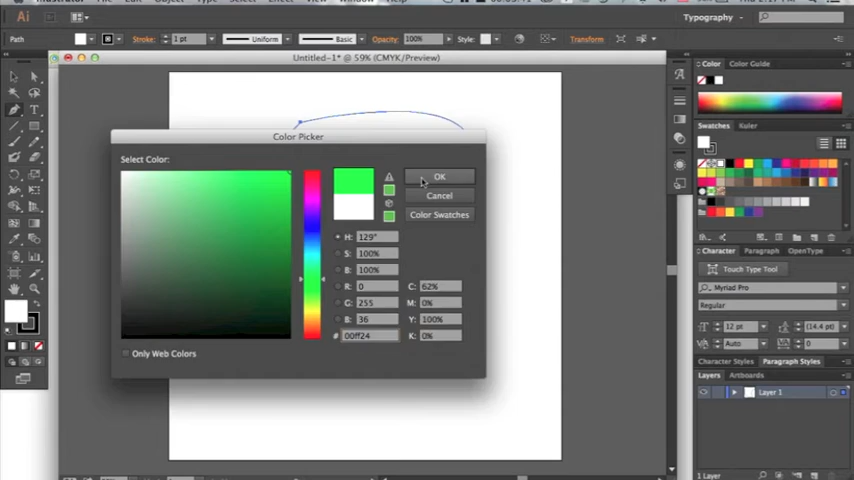 Ai
Typography
Path
Stroke:
1 pt
Uniform
Basic
Opacity:
100%
Style:
Transform
Untitled-1* @ 59% (CMYK/Preview)
Color Picker
Select Color:
OK
Cancel
Color Swatches
H: 129°
S: 100%
B: 100%
R: 0
C: 62%
G: 255
M: 0%
B: 36
Y: 100%
# 00ff24
K: 0%
Only Web Colors
Color
Color Guide
Swatches
Kuler
Character
Paragraph
OpenType
Touch Type Tool
Myriad Pro
Regular
12 pt
(14.4 pt)
Auto
0
Character Styles
Paragraph Styles
Layers
Artboards
Layer 1
1 Layer